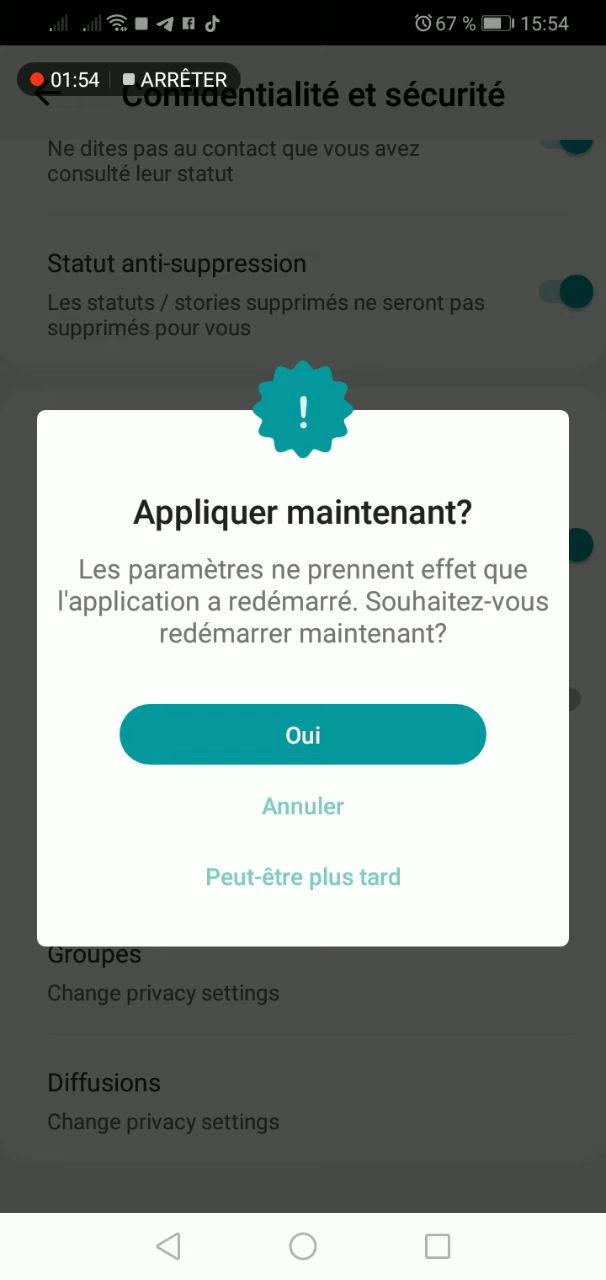 67 % 15:54
01:54 ARRÊTER
Confidentialité et sécurité
Ne dites pas au contact que vous avez
consulté leur statut
Statut anti-suppression
Les statuts / stories supprimés ne seront pas
supprimés pour vous
!
Appliquer maintenant?
Les paramètres ne prennent effet que
l'application a redémarré. Souhaitez-vous
redémarrer maintenant?
Oui
Annuler
Peut-être plus tard
Groupes
Change privacy settings
Diffusions
Change privacy settings